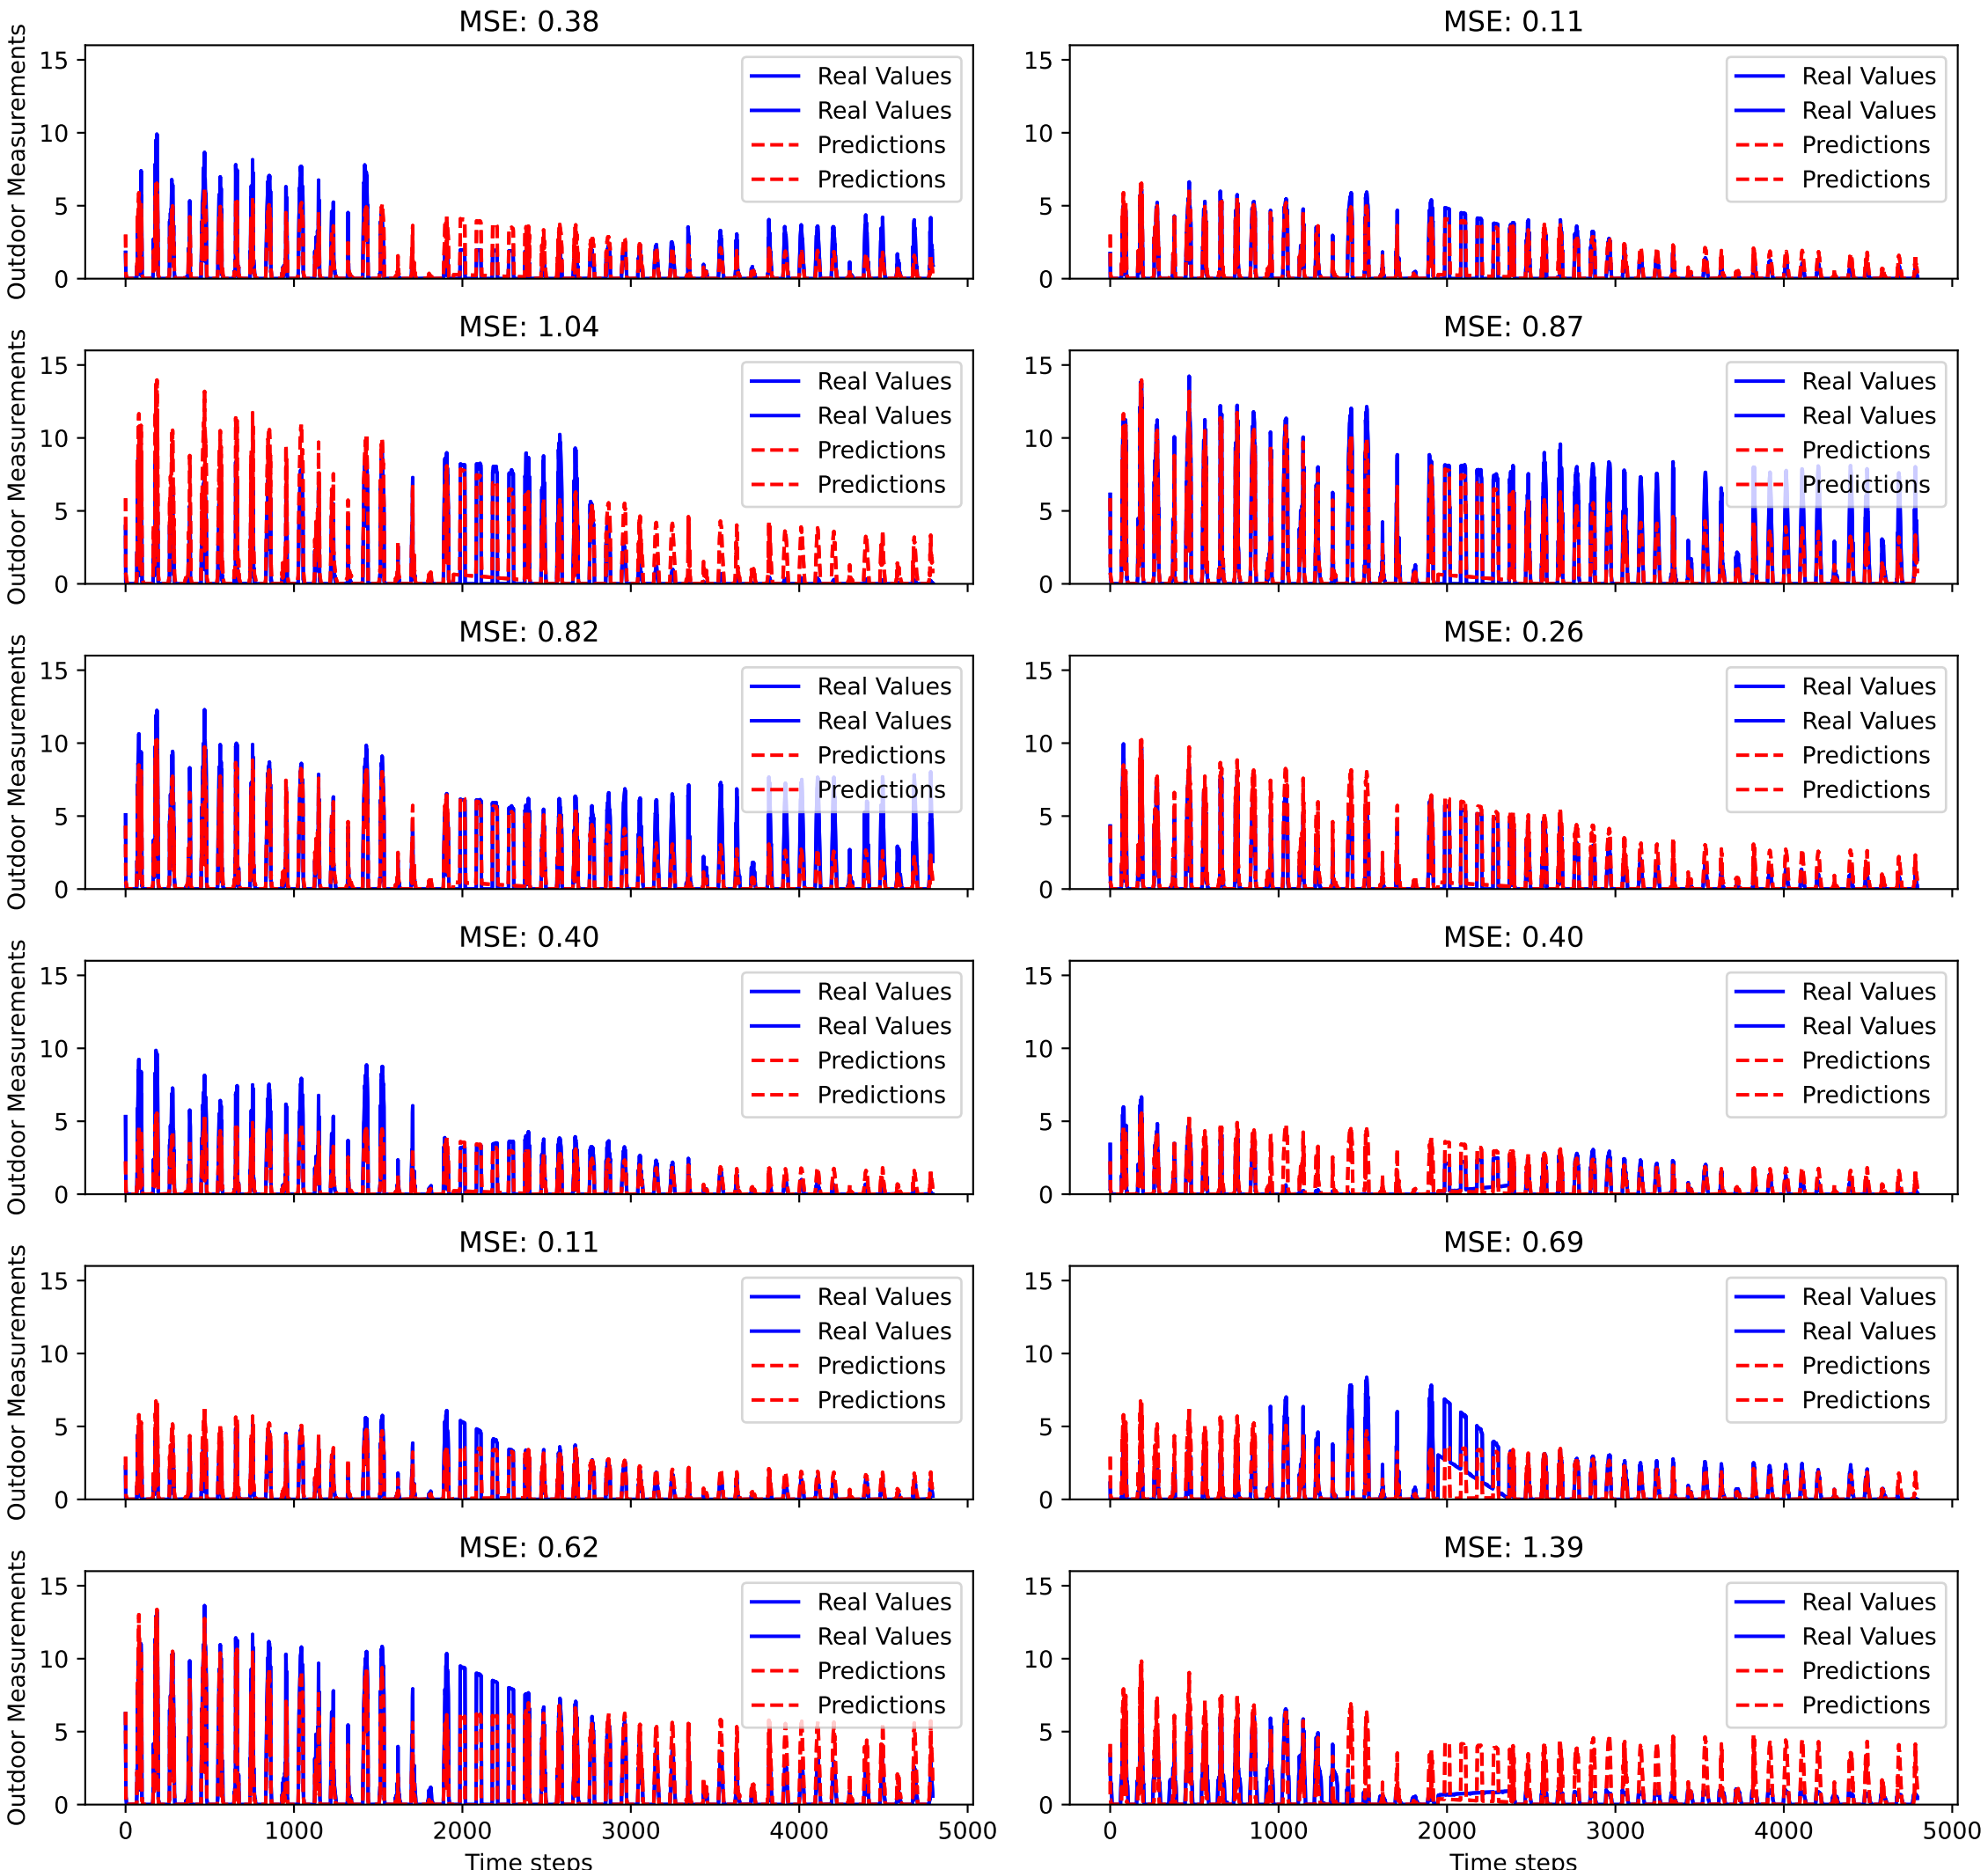 MSE: 0.38
MSE: 0.11
Outdoor Measurements
15
10
5
0
Real Values
Real Values
Predictions
Predictions
15
10
5
0
Real Values
Real Values
Predictions
Predictions
MSE: 1.04
MSE: 0.87
Outdoor Measurements
15
10
5
0
Real Values
Real Values
Predictions
Predictions
15
10
5
0
Real Values
Real Values
Predictions
Predictions
MSE: 0.82
MSE: 0.26
Outdoor Measurements
15
10
5
0
Real Values
Real Values
Predictions
Predictions
15
10
5
0
Real Values
Real Values
Predictions
Predictions
MSE: 0.40
MSE: 0.40
Outdoor Measurements
15
10
5
0
Real Values
Real Values
Predictions
Predictions
15
10
5
0
Real Values
Real Values
Predictions
Predictions
MSE: 0.11
MSE: 0.69
Outdoor Measurements
15
10
5
0
Real Values
Real Values
Predictions
Predictions
15
10
5
0
Real Values
Real Values
Predictions
Predictions
MSE: 0.62
MSE: 1.39
Outdoor Measurements
15
10
5
0
Real Values
Real Values
Predictions
Predictions
15
10
5
0
Real Values
Real Values
Predictions
Predictions
0 1000 2000 3000 4000 5000
0 1000 2000 3000 4000 5000
Time steps
Time steps